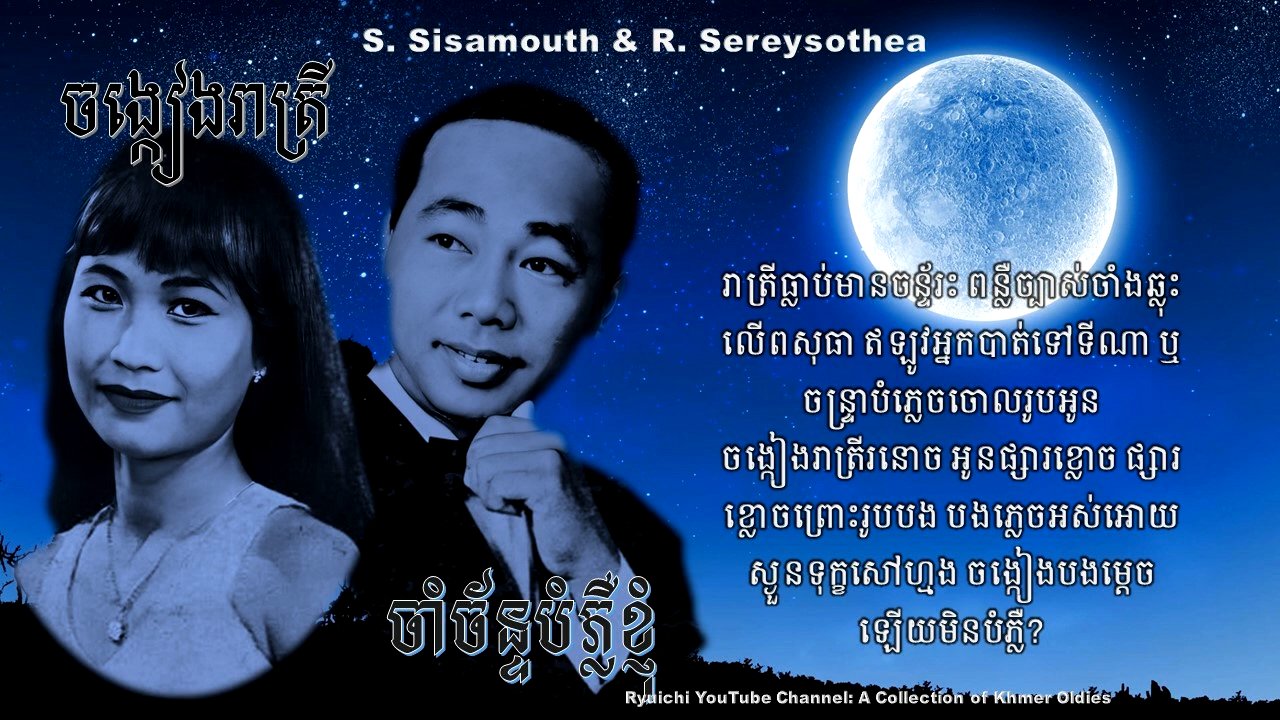 S. Sisamouth & R. Sereysothea
ចង្កៀងរាត្រី
រាត្រីធ្លាប់មានចន្ទ័រះ ពន្លឺច្បាស់ចាំងឆ្លុះ
លើពសុធា ឥឡូវអ្នកបាត់ទៅទីណា ឬ
ចន្ទ្រាបំភ្លេចចោលរូបអូន
ចង្កៀងរាត្រីរនោច អូនផ្សារខ្លោច ផ្សារ
ខ្លោចព្រោះរូបបង បងភ្លេចអស់អោយ
ស្ងួនទុក្ខសៅហ្មង ចង្កៀងបងម្តេច
ឡើយមិនបំភ្លឺ?
ចាំច័ន្ទបំភ្លឺខ្ញុំ
Ryuichi YouTube Channel: A Collection of Khmer Oldies